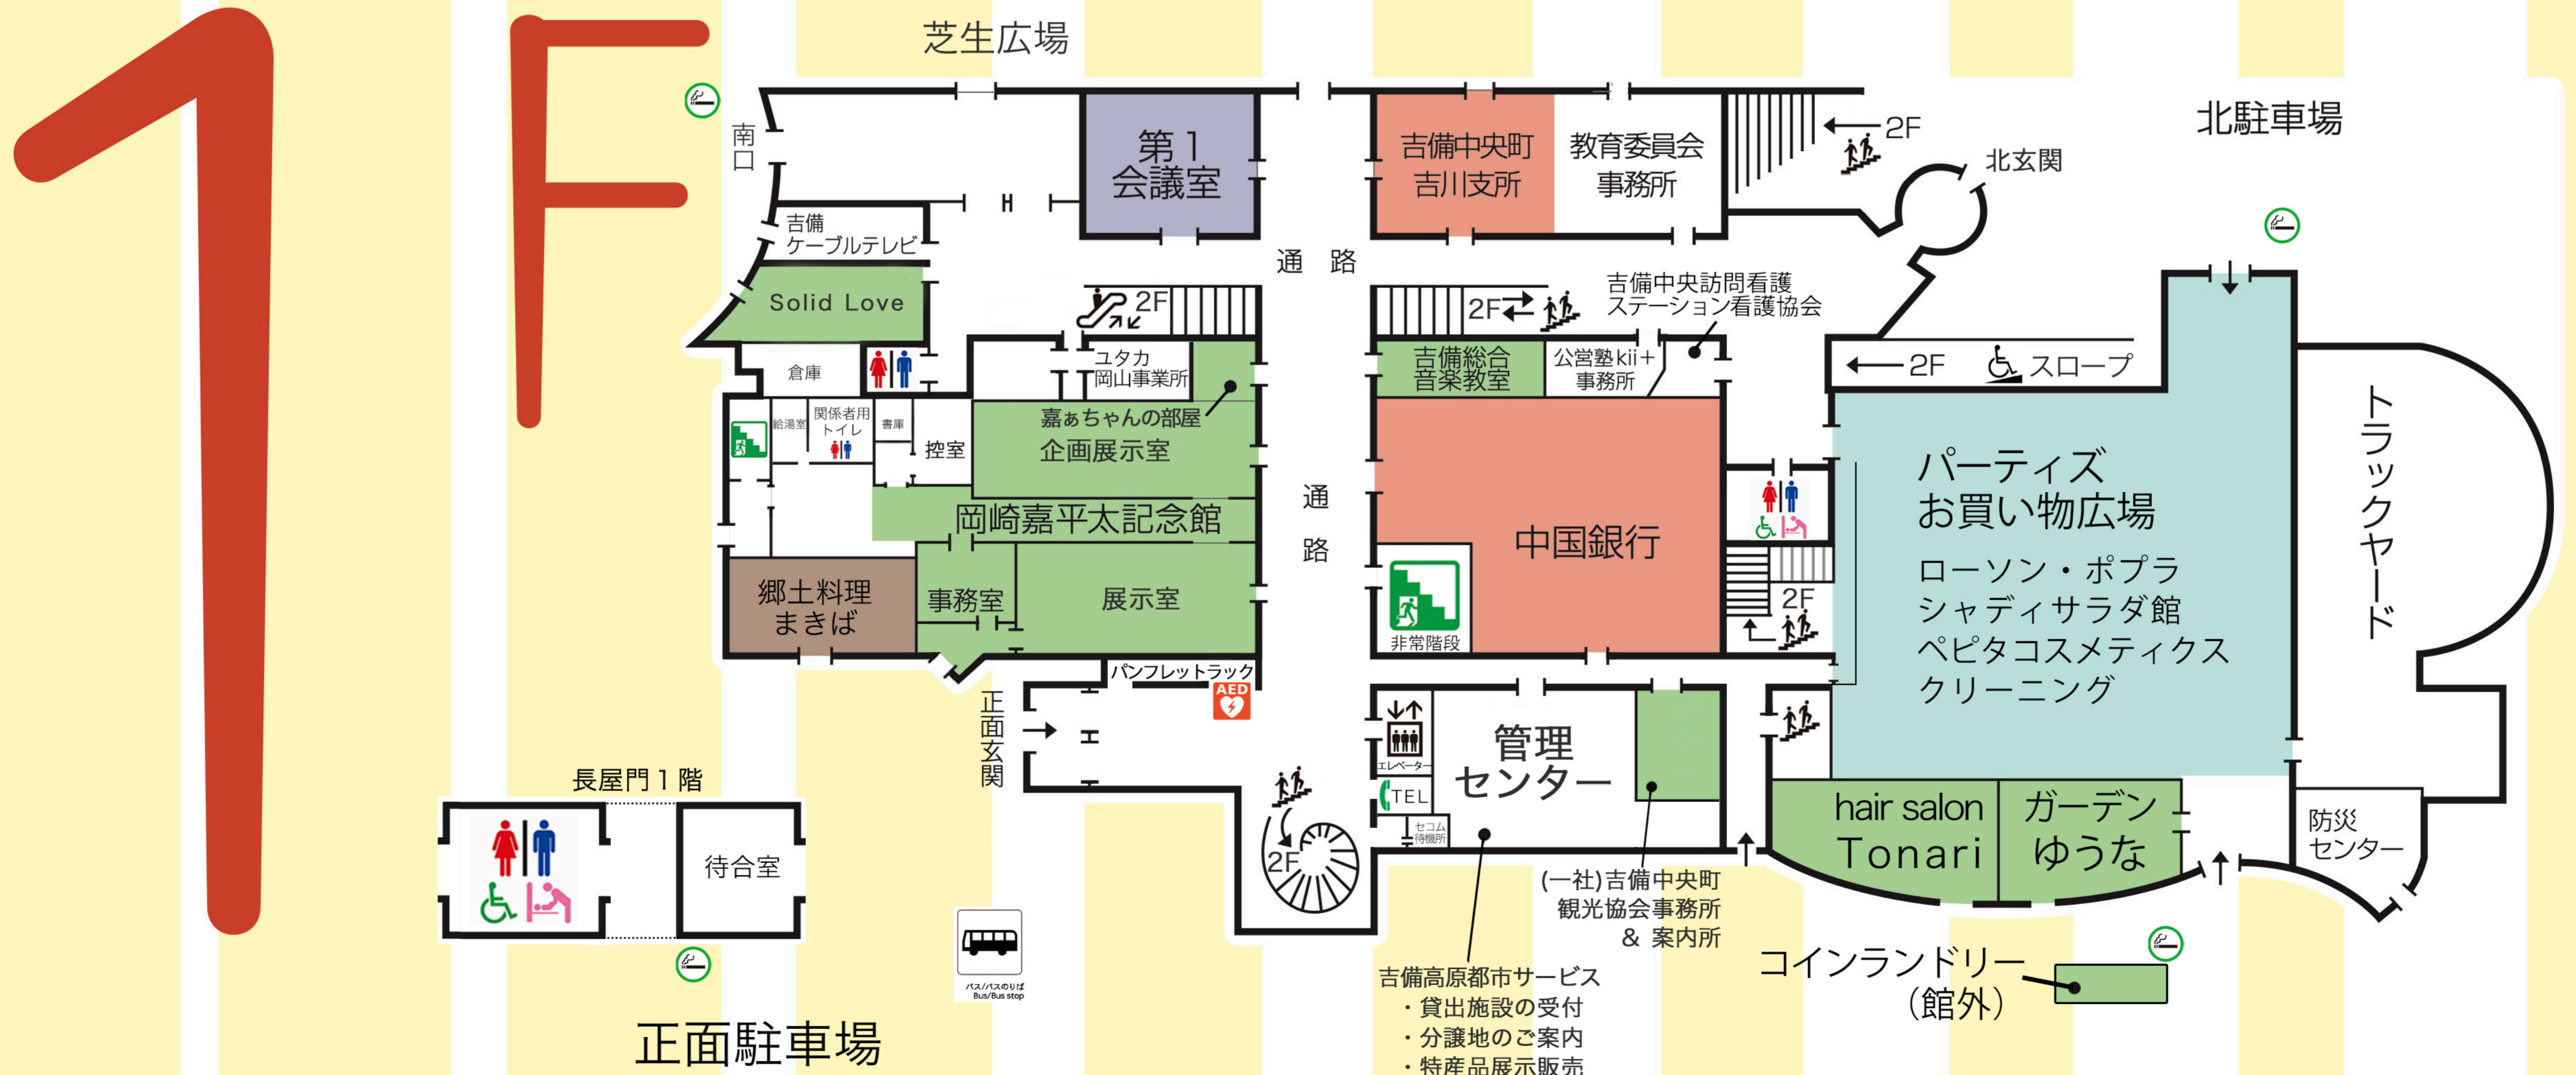 1F
芝生広場
南口
第1
会議室
吉備中央町
吉川支所
教育委員会
事務所
2F
北玄関
北駐車場
吉備
ケーブルテレビ
Solid Love
通路
2F
2F
吉備中央訪問看護
ステーション看護協会
倉庫
ユタカ
岡山事業所
吉備総合
音楽教室
公営塾kii+
事務所
2F
スロープ
給湯室
関係者用
トイレ
書庫
控室
嘉ぁちゃんの部屋
企画展示室
岡崎嘉平太記念館
通路
中国銀行
パーティズ
お買い物広場
ローソン・ポプラ
シャディサラダ館
ペピタコスメティクス
クリーニング
トラックヤード
郷土料理
まきば
事務室
展示室
非常階段
2F
パンフレットラック
AED
正面玄関
管理
センター
エレベーター
TEL
セコム
待機所
2F
hair salon
Tonari
ガーデン
ゆうな
防災
センター
長屋門1階
待合室
(一社)吉備中央町
観光協会事務所
& 案内所
コインランドリー
(館外)
吉備高原都市サービス
・貸出施設の受付
・分譲地のご案内
・特産品展示販売
バス/バスのりば
Bus/Bus stop
正面駐車場